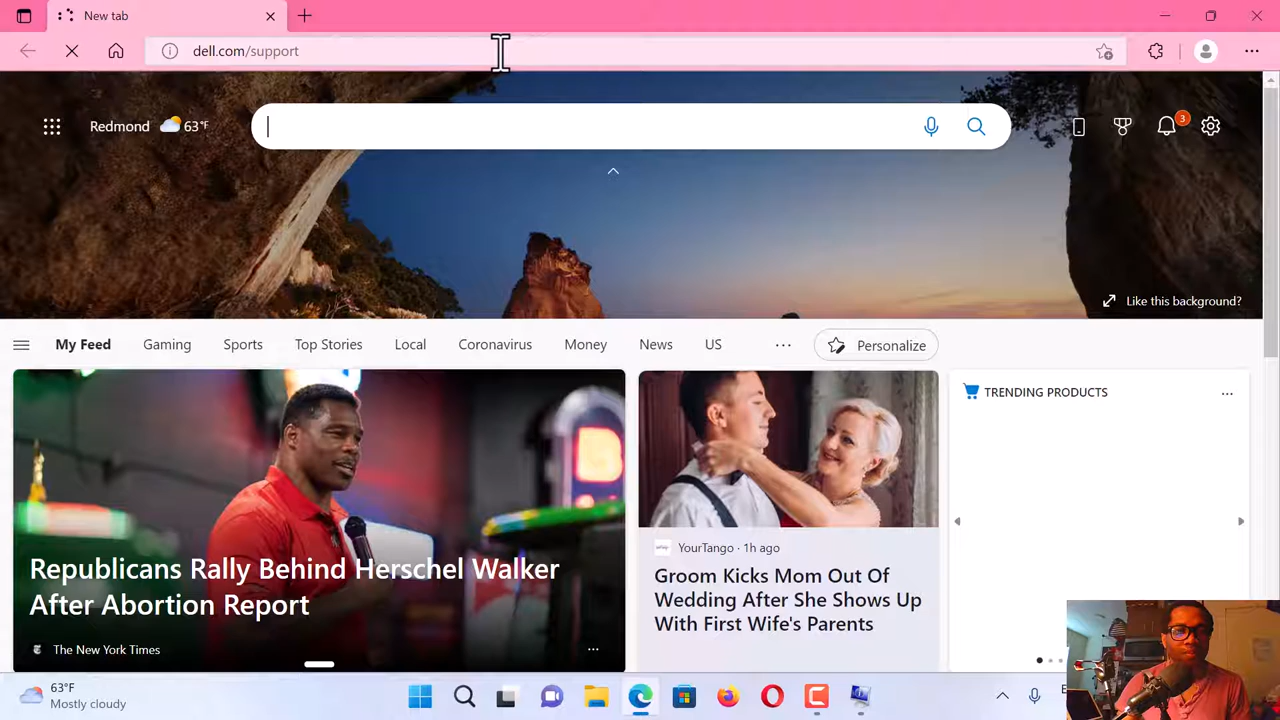 New tab
dell.com/support
Redmond 63°F
3
Like this background?
My Feed Gaming Sports Top Stories Local Coronavirus Money News US ... Personalize
TRENDING PRODUCTS ...
Republicans Rally Behind Herschel Walker
After Abortion Report
The New York Times ...
YourTango · 1h ago
Groom Kicks Mom Out Of
Wedding After She Shows Up
With First Wife's Parents
63°F
Mostly cloudy